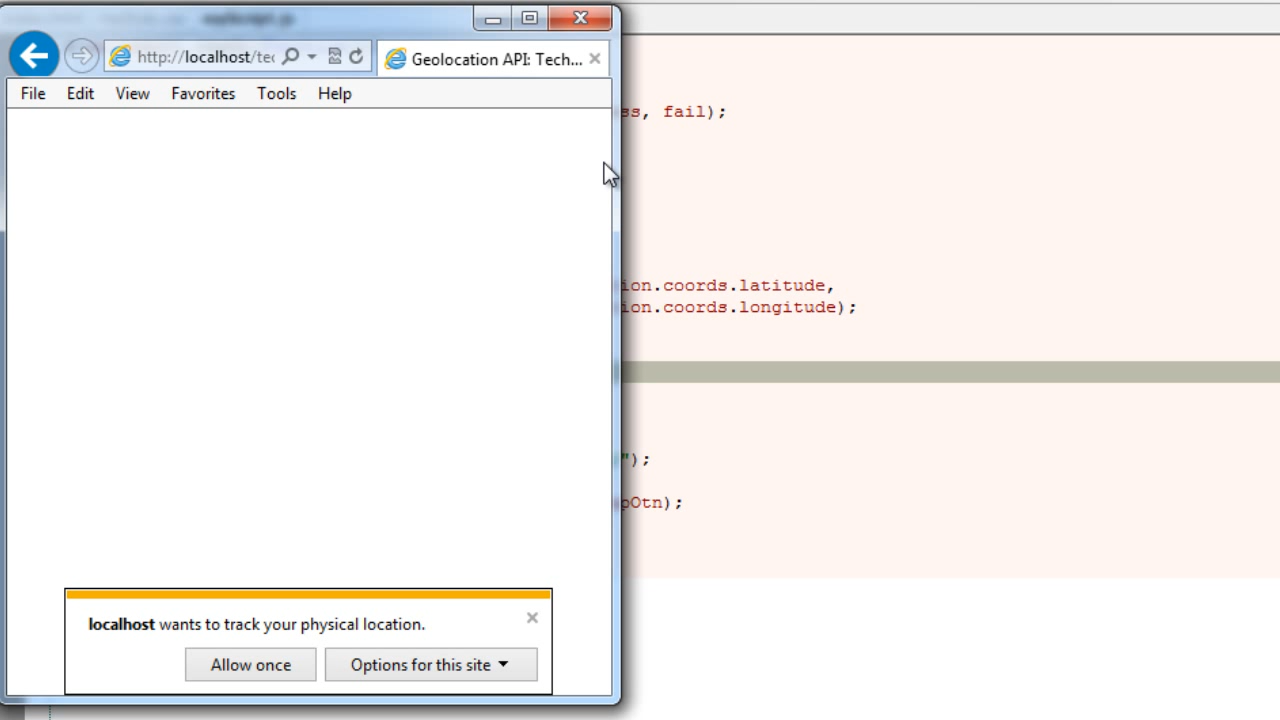 http://localhost/tec
Geolocation API: Tech...
File Edit View Favorites Tools Help
ss, fail);
ion.coords.latitude,
ion.coords.longitude);
");
pOtn);
localhost wants to track your physical location.
Allow once
Options for this site